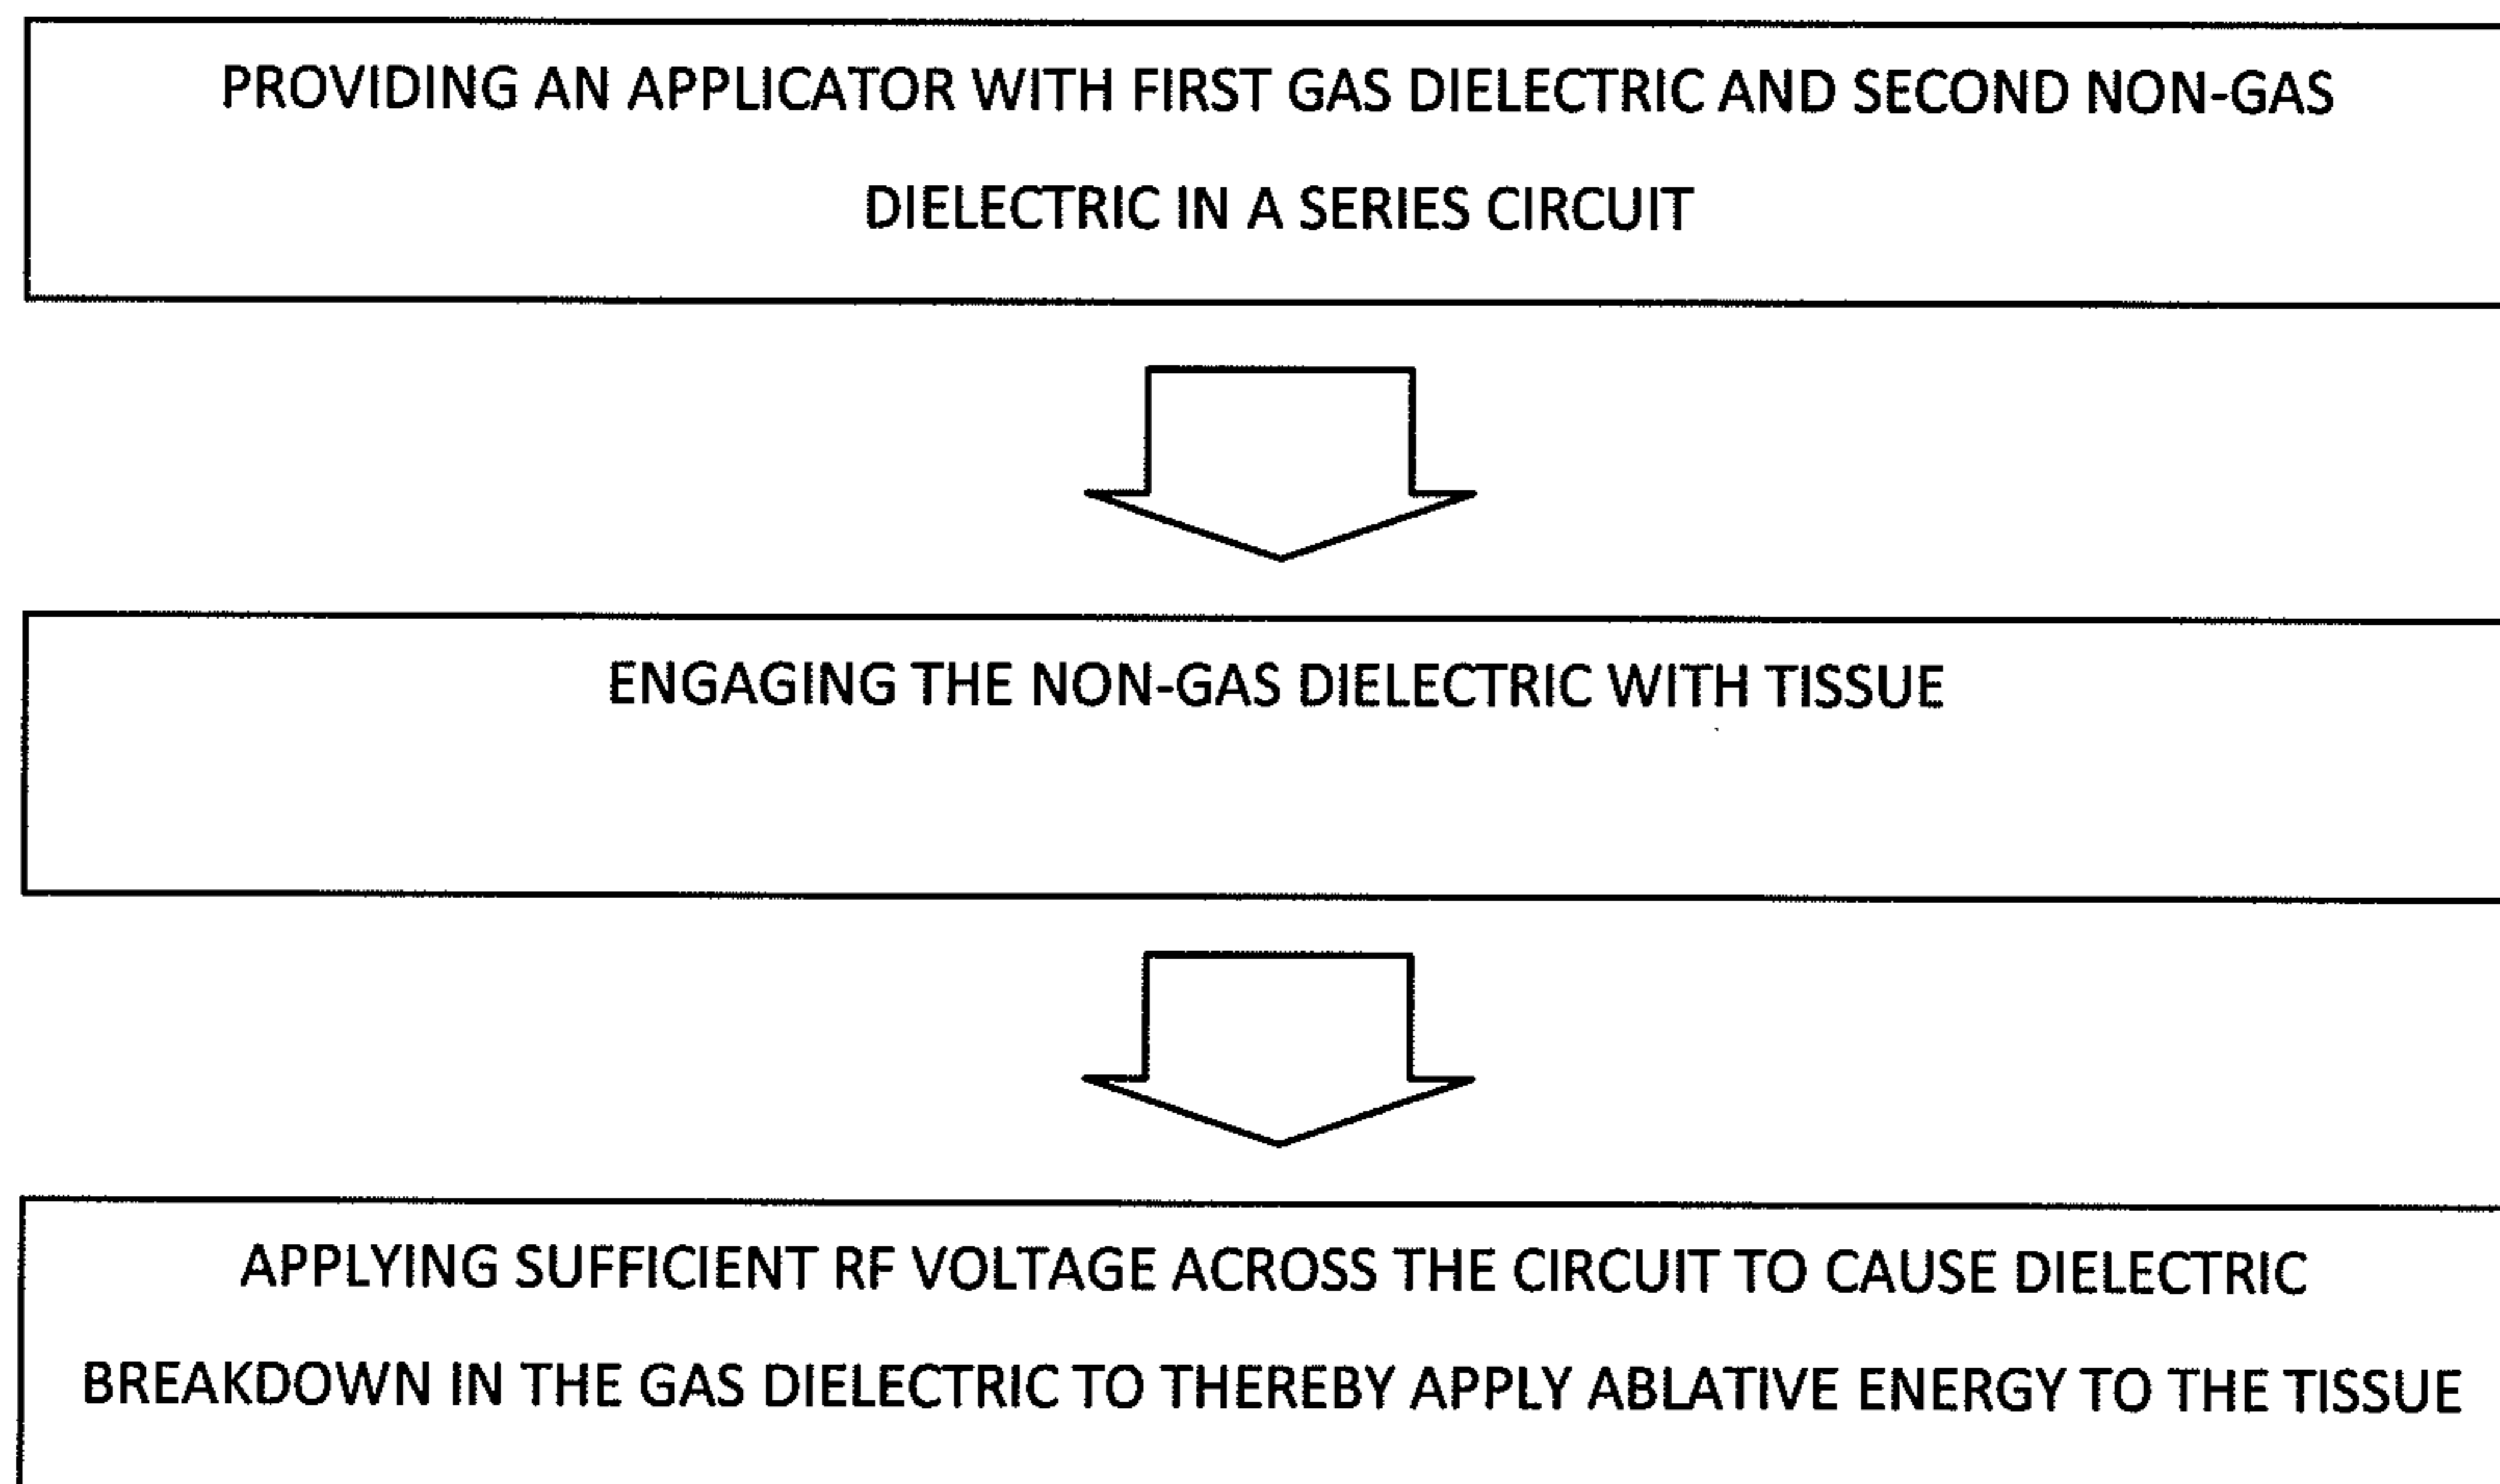 PROVIDING AN APPLICATOR WITH FIRST GAS DIELECTRIC AND SECOND NON-GAS
DIELECTRIC IN A SERIES CIRCUIT
ENGAGING THE NON-GAS DIELECTRIC WITH TISSUE
APPLYING SUFFICIENT RF VOLTAGE ACROSS THE CIRCUIT TO CAUSE DIELECTRIC
BREAKDOWN IN THE GAS DIELECTRIC TO THEREBY APPLY ABLATIVE ENERGY TO THE TISSUE